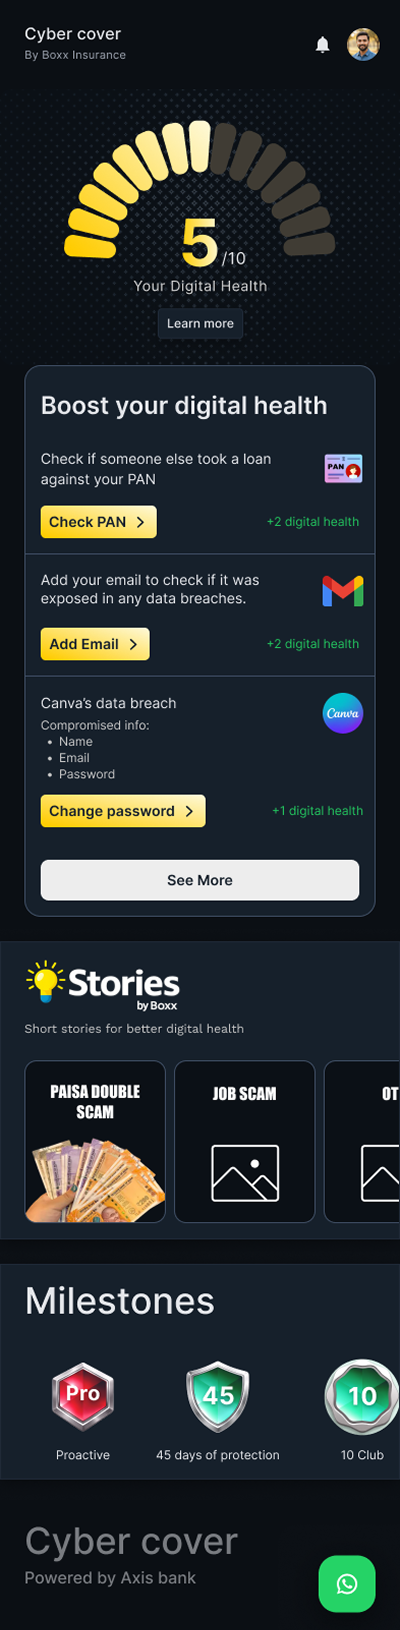 Cyber cover
By Boxx Insurance
5/10
Your Digital Health
Learn more
Boost your digital health
Check if someone else took a loan
against your PAN
PAN
Check PAN
+2 digital health
Add your email to check if it was
exposed in any data breaches.
Add Email
+2 digital health
Canva's data breach
Canva
Compromised info:
• Name
• Email
• Password
Change password
+1 digital health
See More
Stories
by Boxx
Short stories for better digital health
PAISA DOUBLE
SCAM
JOB SCAM
OT
Milestones
Pro
45
10
Proactive
45 days of protection
10 Club
Cyber cover
Powered by Axis bank